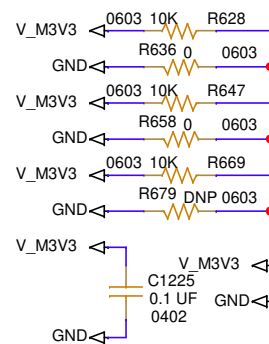 0603 10K R628
V_M3V3
R636 0 0603
GND
0603 10K R647
V_M3V3
R658 0 0603
GND
0603 10K R669
V_M3V3
R679 DNP 0603
GND
V_M3V3
C1225 V_M3V3
0.1 UF GND
0402
GND